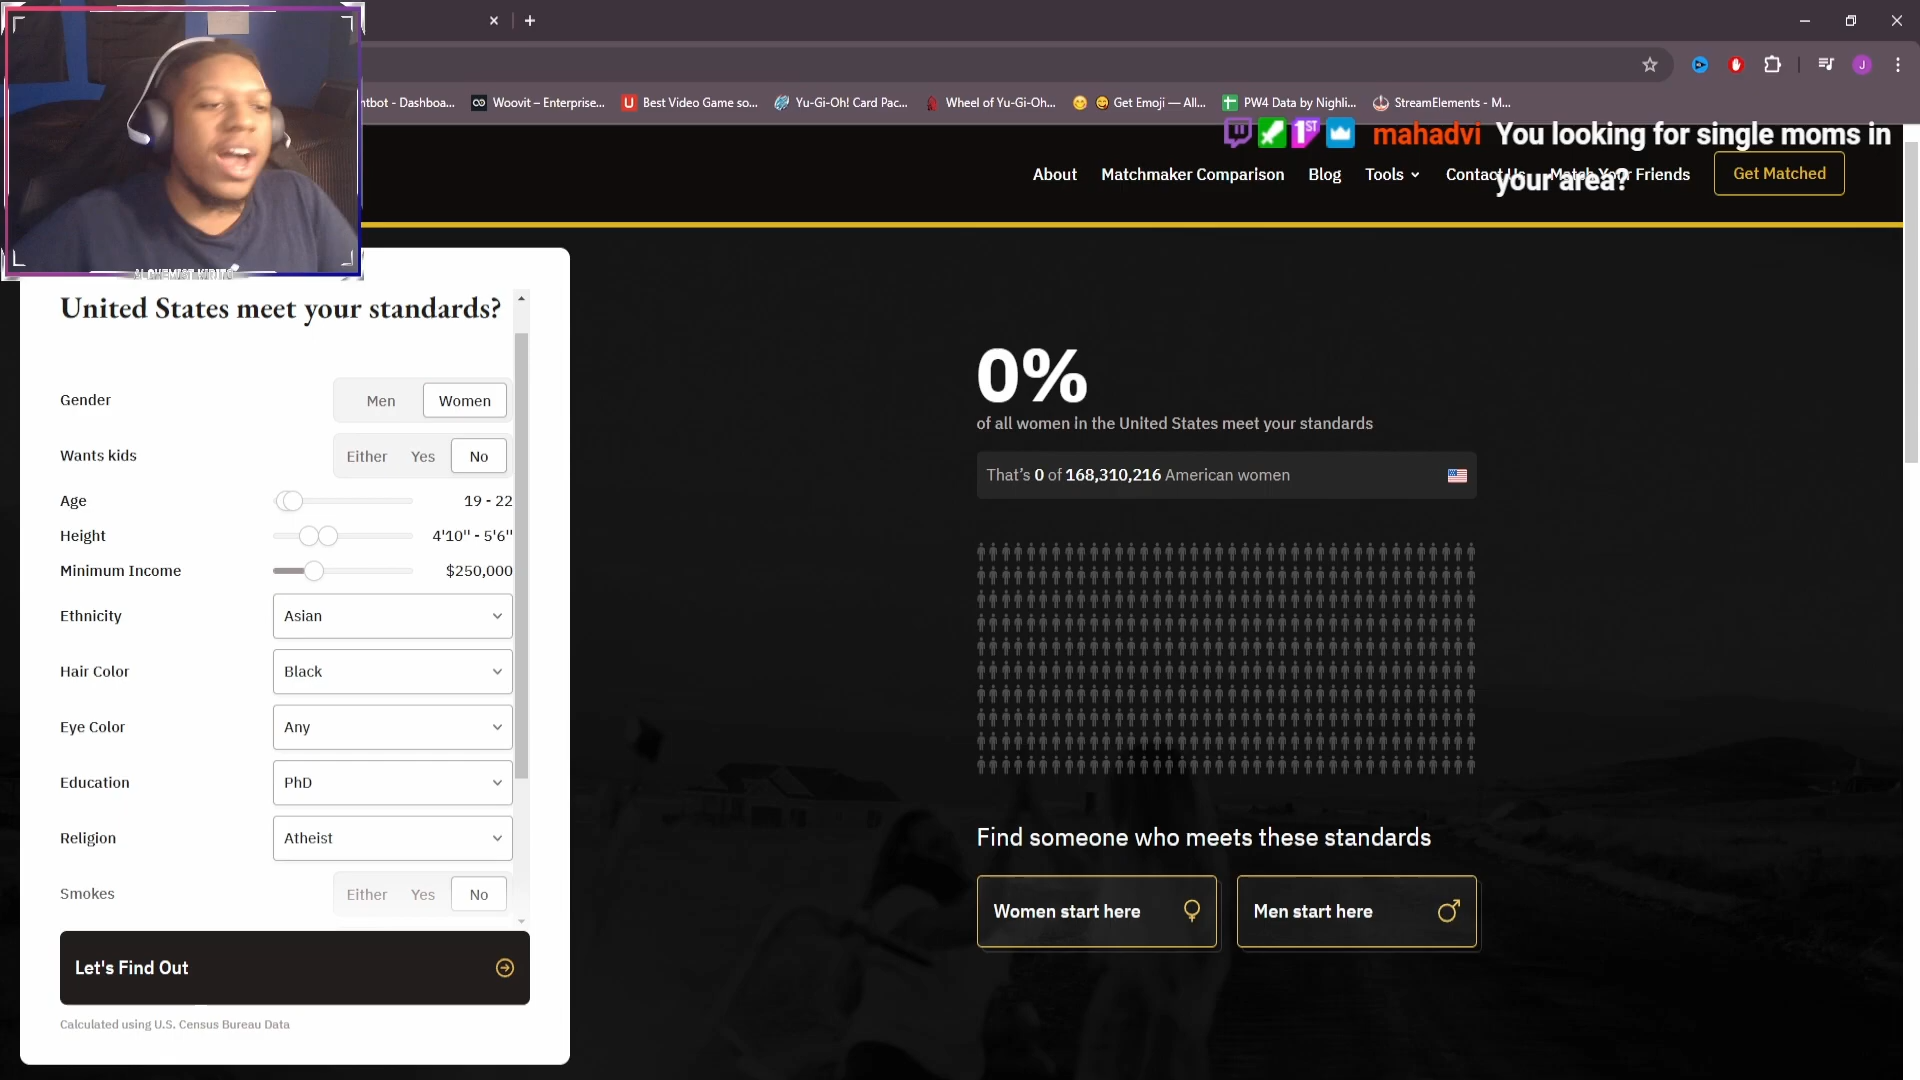 ntbot - Dashboa...
Woovit – Enterprise...
Best Video Game so...
Yu-Gi-Oh! Card Pac...
Wheel of Yu-Gi-Oh...
Get Emoji — All...
PW4 Data by Nighli...
StreamElements - M...
1ST
mahadvi You looking for single moms in
your area?
About
Matchmaker Comparison
Blog
Tools
Contact Us
Match Your Friends
Get Matched
ALCHEMIST KIRITO
United States meet your standards?
Gender
Men
Women
Wants kids
Either
Yes
No
Age
19 - 22
Height
4'10'' - 5'6''
Minimum Income
$250,000
Ethnicity
Asian
Hair Color
Black
Eye Color
Any
Education
PhD
Religion
Atheist
Smokes
Either
Yes
No
Let's Find Out
Calculated using U.S. Census Bureau Data
0%
of all women in the United States meet your standards
That's 0 of 168,310,216 American women
Find someone who meets these standards
Women start here
Men start here